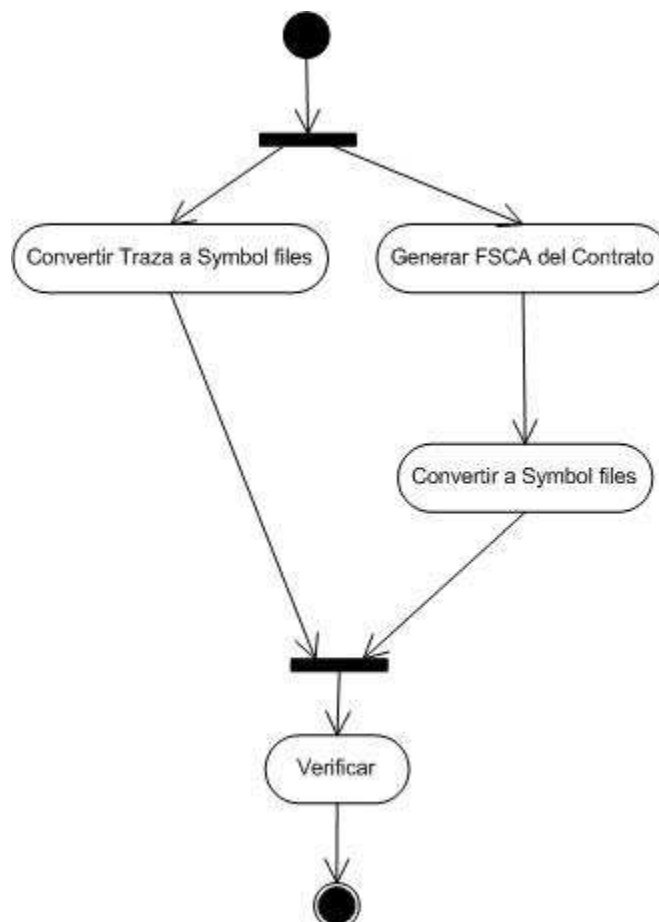 Convertir Traza a Symbol files
Generar FSCA del Contrato
Convertir a Symbol files
Verificar